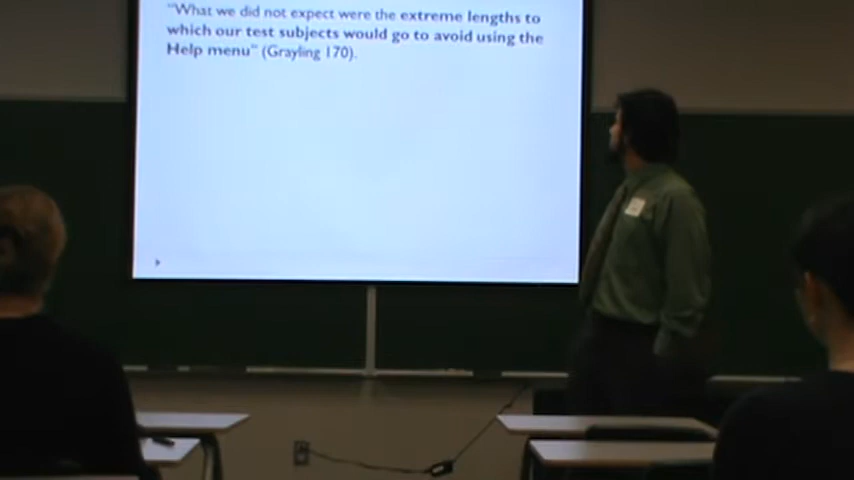 "What we did not expect were the extreme lengths to
which our test subjects would go to avoid using the
Help menu" (Grayling 170).